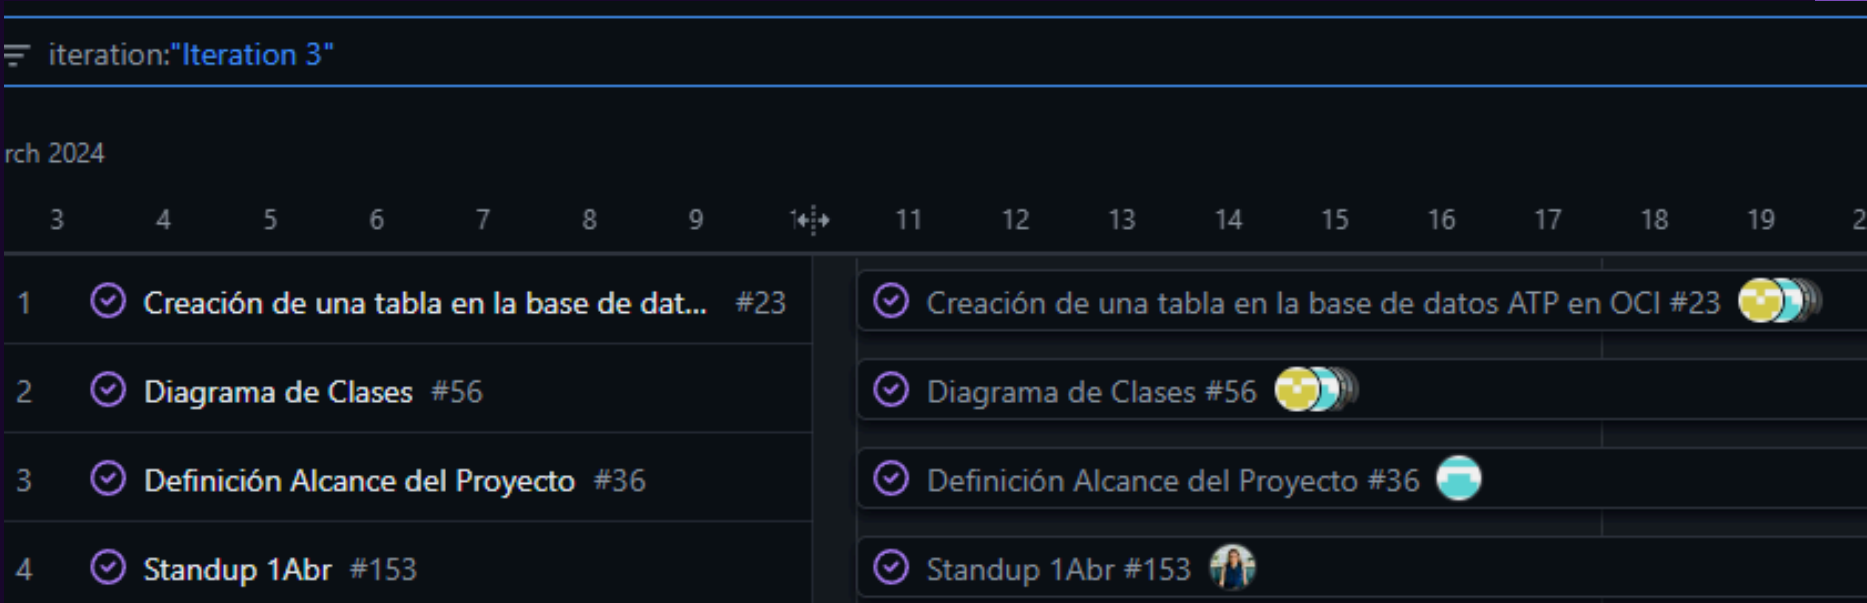 iteration:"Iteration 3"
rch 2024
3 4 5 6 7 8 9 11 12 13 14 15 16 17 18 19
1 Creación de una tabla en la base de dat... #23 Creación de una tabla en la base de datos ATP en OCI #23
2 Diagrama de Clases #56 Diagrama de Clases #56
3 Definición Alcance del Proyecto #36 Definición Alcance del Proyecto #36
4 Standup 1Abr #153 Standup 1Abr #153